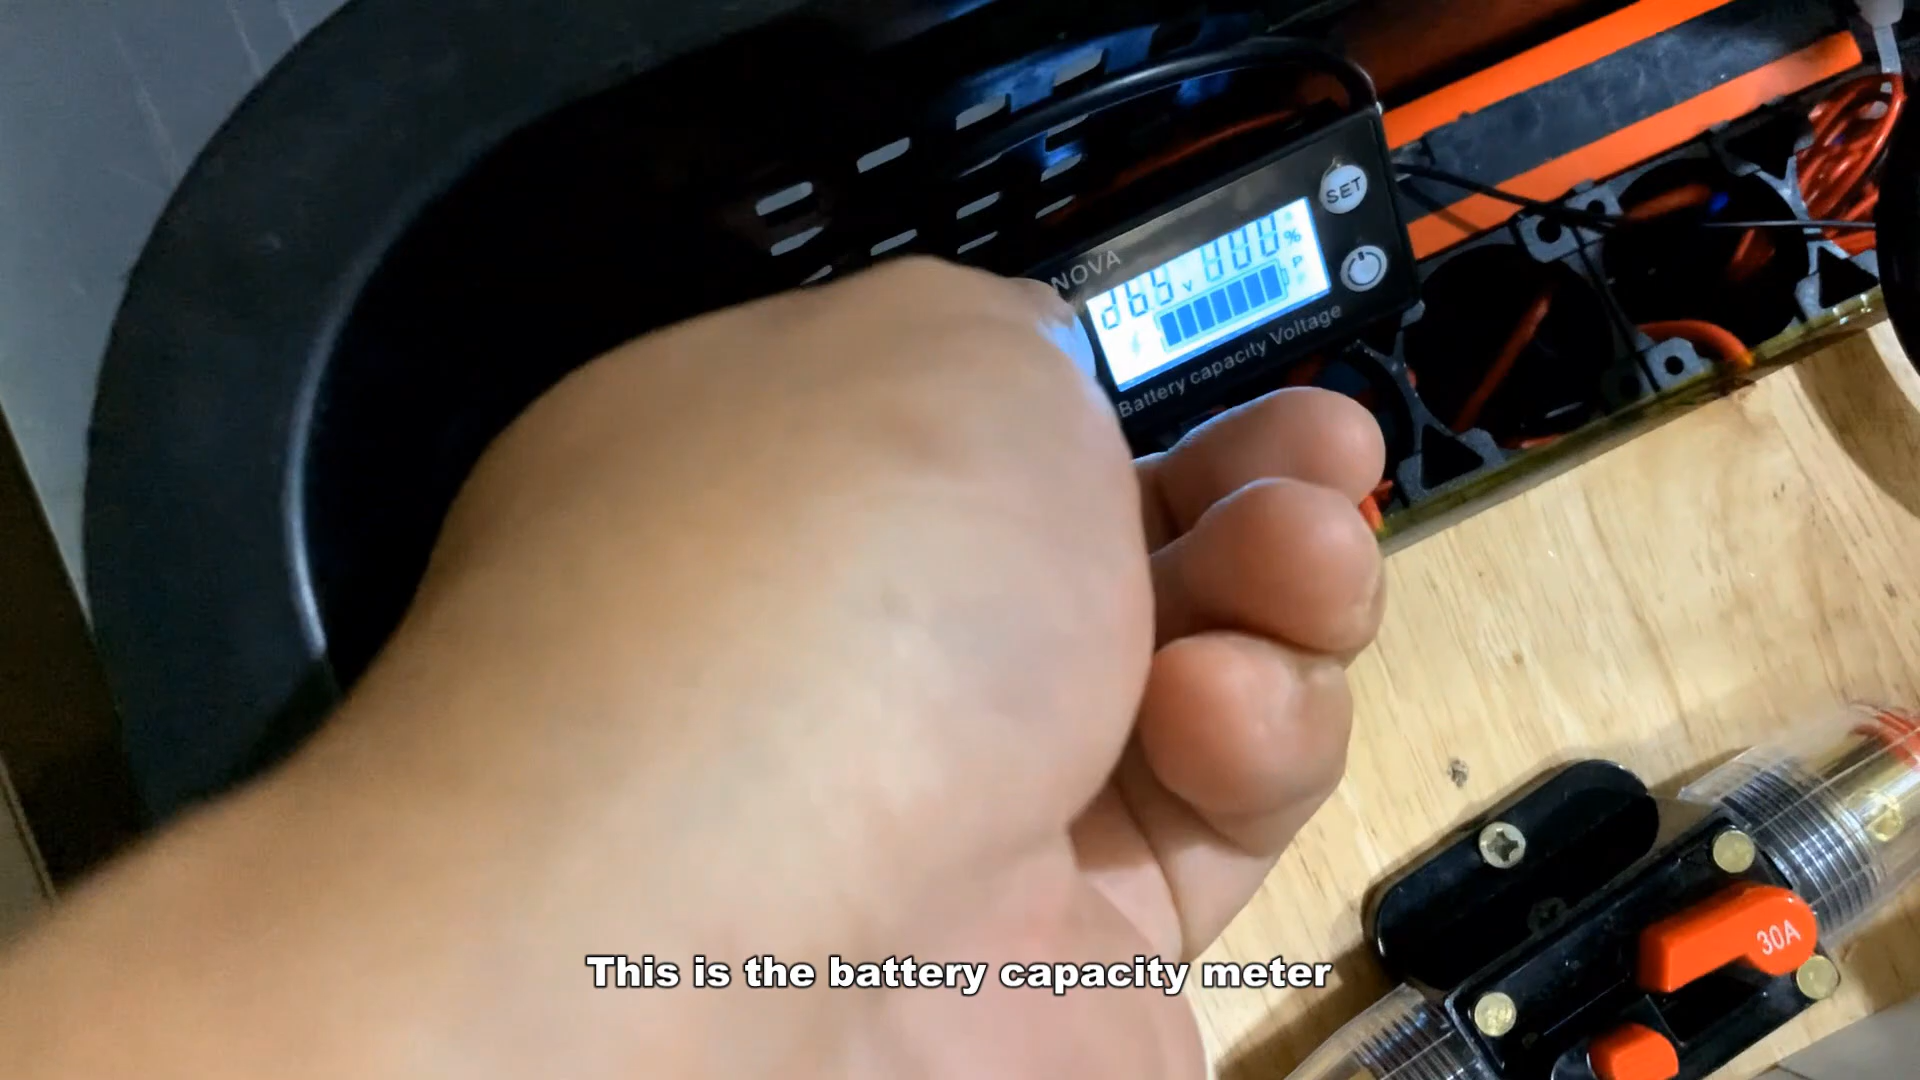 NOVA
SET
%
V
P
Battery capacity Voltage
30A
This is the battery capacity meter